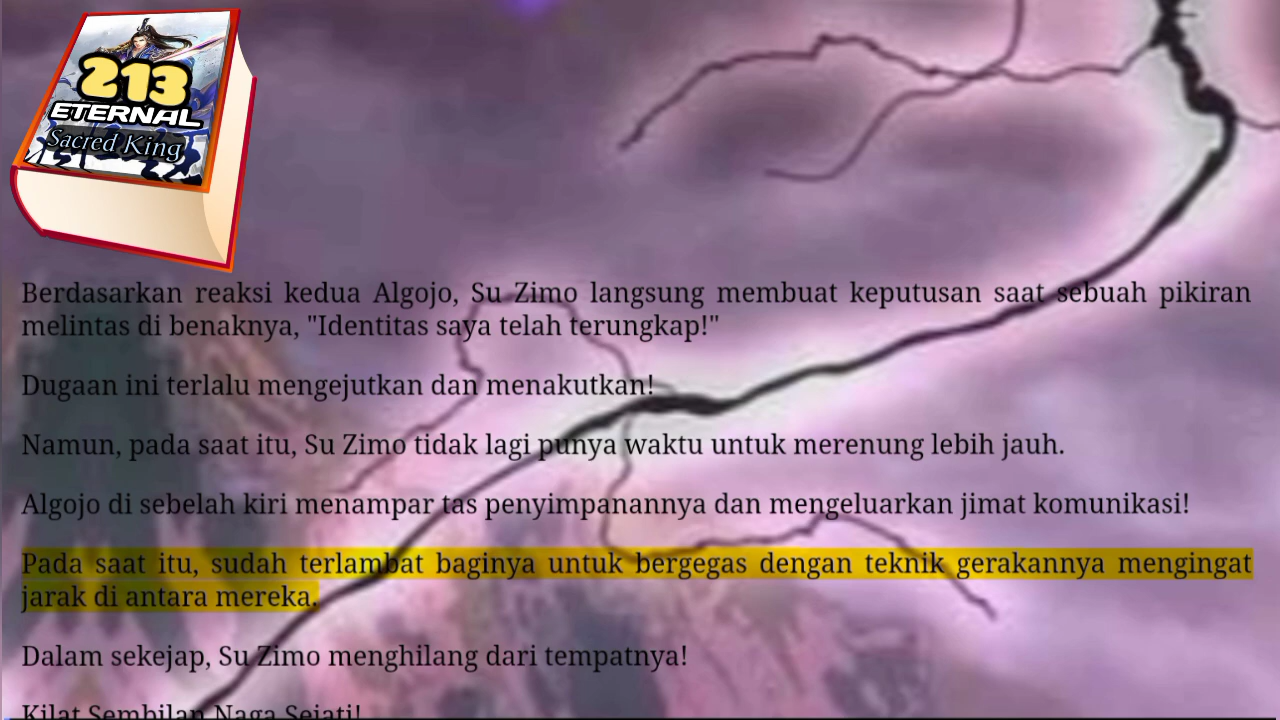 213
ETERNAL
Sacred King
Berdasarkan reaksi kedua Algojo, Su Zimo langsung membuat keputusan saat sebuah pikiran
melintas di benaknya, "Identitas saya telah terungkap!"
Dugaan ini terlalu mengejutkan dan menakutkan!
Namun, pada saat itu, Su Zimo tidak lagi punya waktu untuk merenung lebih jauh.
Algojo di sebelah kiri menampar tas penyimpanannya dan mengeluarkan jimat komunikasi!
Pada saat itu, sudah terlambat baginya untuk bergegas dengan teknik gerakannya mengingat
jarak di antara mereka.
Dalam sekejap, Su Zimo menghilang dari tempatnya!
Kilat Sembilan Naga Sejati!